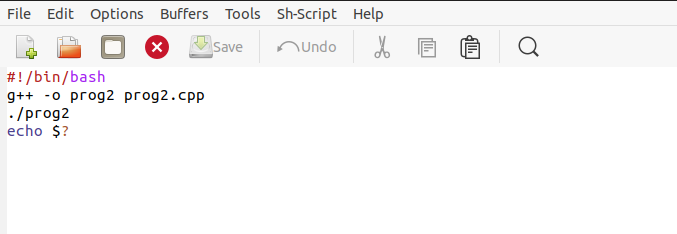 File Edit Options Buffers Tools Sh-Script Help
Save Undo
#!/bin/bash
g++ -o prog2 prog2.cpp
./prog2
echo $?